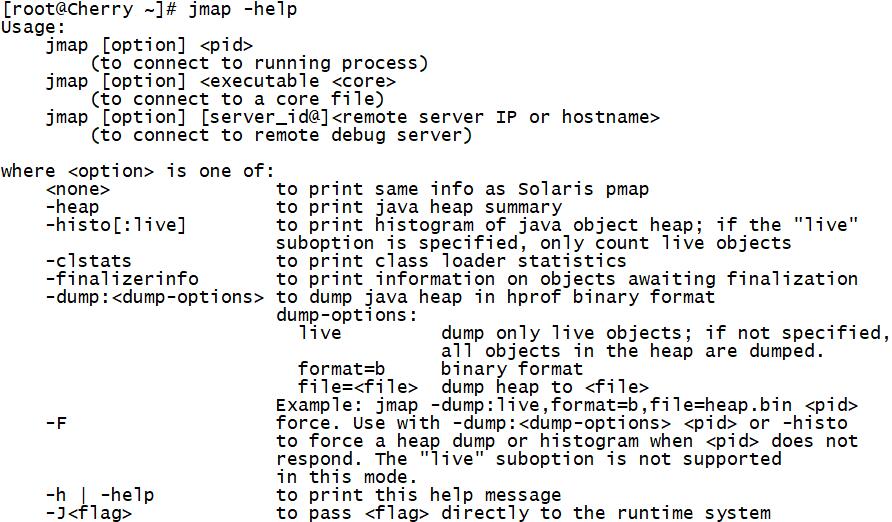 [root@Cherry ~]# jmap -help
Usage:
    jmap [option] <pid>
        (to connect to running process)
    jmap [option] <executable <core>
        (to connect to a core file)
    jmap [option] [server_id@]<remote server IP or hostname>
        (to connect to remote debug server)

where <option> is one of:
    <none>               to print same info as Solaris pmap
    -heap                to print java heap summary
    -histo[:live]        to print histogram of java object heap; if the "live"
                         suboption is specified, only count live objects
    -clstats             to print class loader statistics
    -finalizerinfo       to print information on objects awaiting finalization
    -dump:<dump-options> to dump java heap in hprof binary format
                         dump-options:
                           live         dump only live objects; if not specified,
                                        all objects in the heap are dumped.
                           format=b     binary format
                           file=<file>  dump heap to <file>
                         Example: jmap -dump:live,format=b,file=heap.bin <pid>
    -F                   force. Use with -dump:<dump-options> <pid> or -histo
                         to force a heap dump or histogram when <pid> does not
                         respond. The "live" suboption is not supported
                         in this mode.
    -h | -help           to print this help message
    -J<flag>             to pass <flag> directly to the runtime system